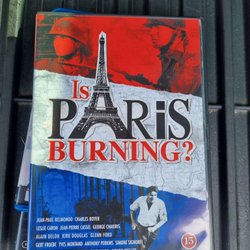 Is
PARIS
BURNING?
JEAN-PAUL BELMONDO CHARLES BOYER
LESLIE CARON JEAN-PIERRE CASSEL GEORGE CHAKIRIS
ALAIN DELON KIRK DOUGLAS GLENN FORD
GERT FROEBE YVES MONTAND ANTHONY PERKINS SIMONE SIGNORET
15